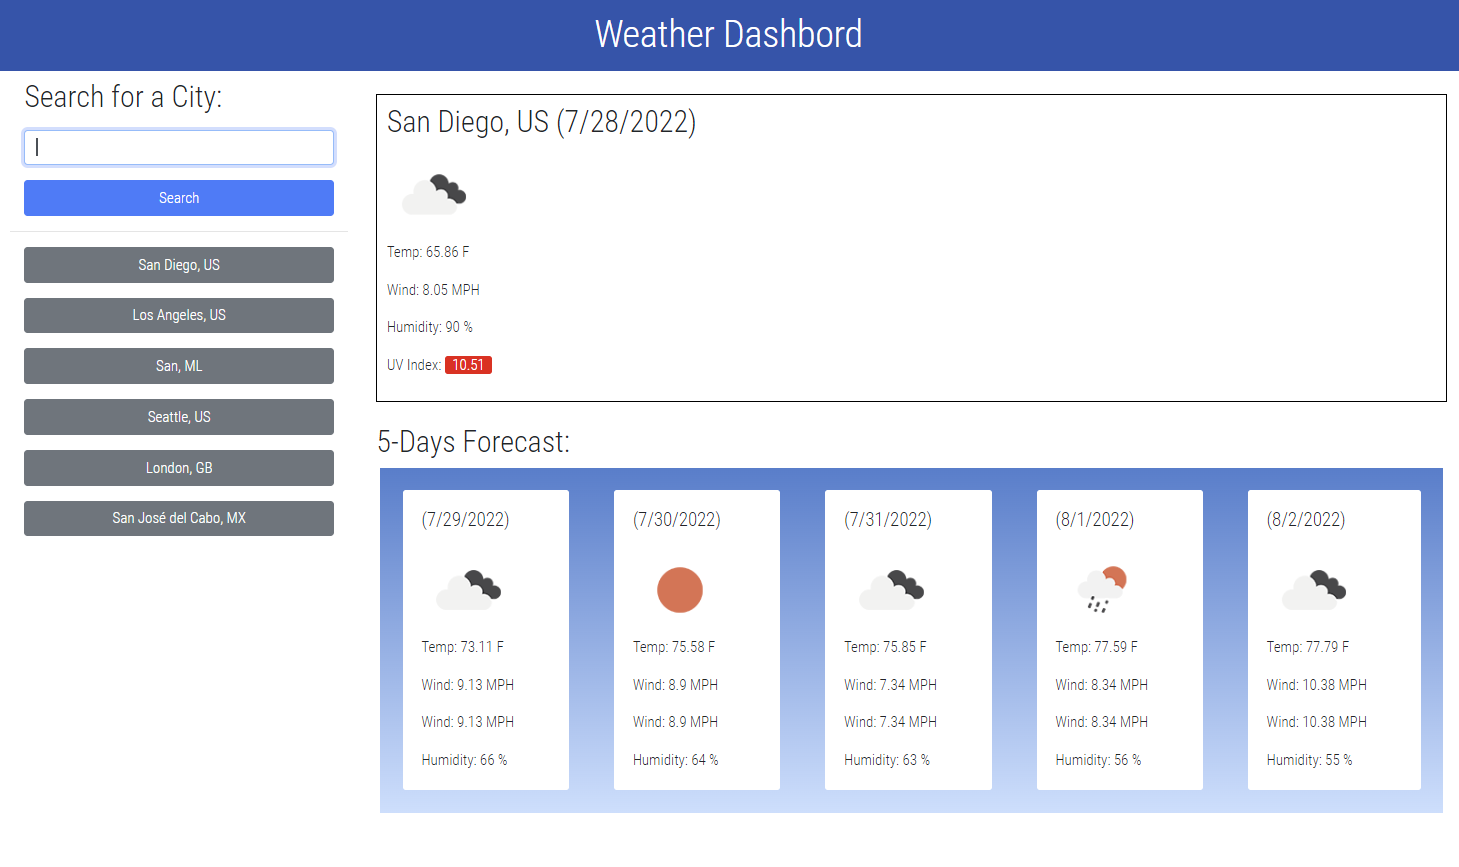 Weather Dashbord
Search for a City:
Search
San Diego, US
Los Angeles, US
San, ML
Seattle, US
London, GB
San José del Cabo, MX
San Diego, US (7/28/2022)
Temp: 65.86 F
Wind: 8.05 MPH
Humidity: 90 %
UV Index: 10.51
5-Days Forecast:
(7/29/2022)
Temp: 73.11 F
Wind: 9.13 MPH
Wind: 9.13 MPH
Humidity: 66 %
(7/30/2022)
Temp: 75.58 F
Wind: 8.9 MPH
Wind: 8.9 MPH
Humidity: 64 %
(7/31/2022)
Temp: 75.85 F
Wind: 7.34 MPH
Wind: 7.34 MPH
Humidity: 63 %
(8/1/2022)
Temp: 77.59 F
Wind: 8.34 MPH
Wind: 8.34 MPH
Humidity: 56 %
(8/2/2022)
Temp: 77.79 F
Wind: 10.38 MPH
Wind: 10.38 MPH
Humidity: 55 %